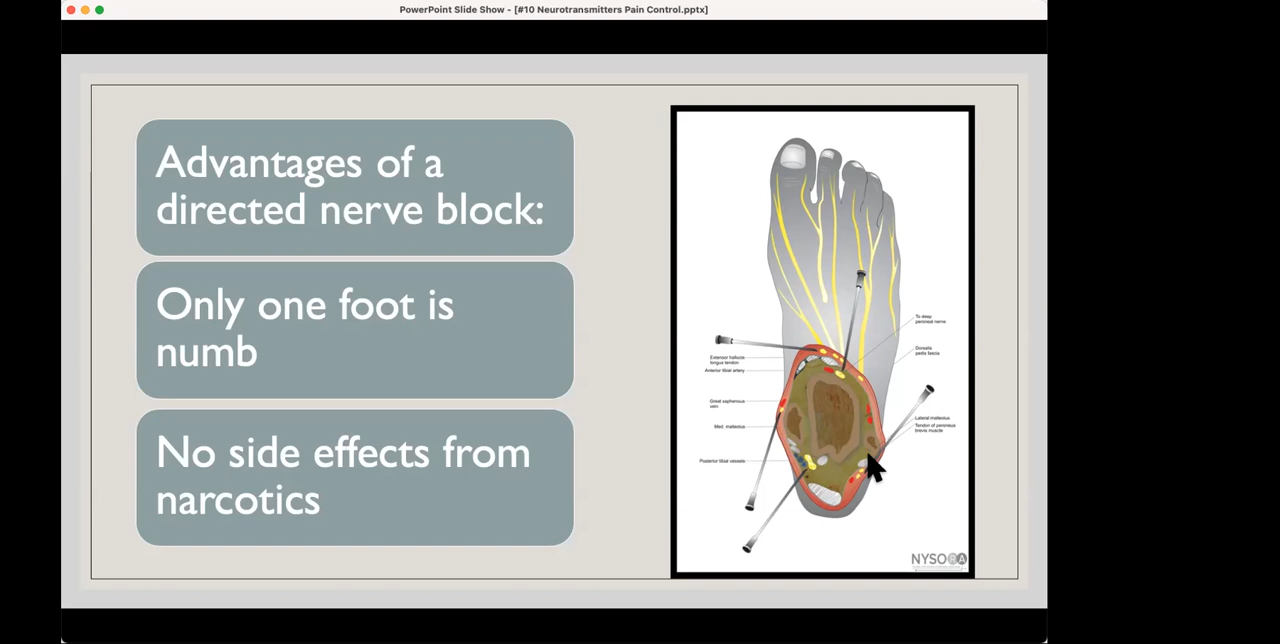 PowerPoint Slide Show - [#10 Neurotransmitters Pain Control.pptx]
Advantages of a
directed nerve block:
Only one foot is
numb
No side effects from
narcotics
To deep
peroneal nerve
Dorsalis
pedis fascia
Extensor hallucis
longus tendon
Anterior tibial artery
Great saphenous
vein
Med. malleolus
Lateral malleolus
Tendon of peroneus
brevis muscle
Posterior tibial vessels
NYSORA